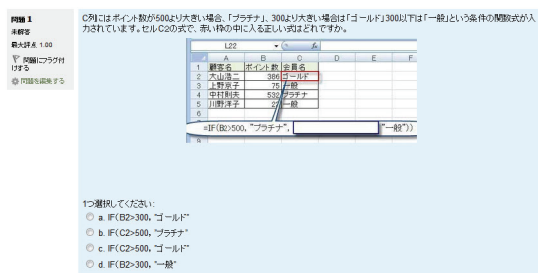 問題 1
未解答
最大評点 1.00
問題にフラグ付けする
問題を編集する
C列にはポイント数が500より大きい場合、「プラチナ」、300より大きい場合は「ゴールド」300以下は「一般」という条件の関数式が入
力されています。セルC2の式で、赤い枠の中に入る正しい式はどれですか。
L22 fx
A B C D E F
1 顧客名 ポイント数 会員名
2 大山浩二 386 ゴールド
3 上野京子 75 一般
4 中村則夫 532 プラチナ
5 川野洋子 一般
6
=IF(B2>500, "プラチナ", "一般"))
1つ選択してください:
a. IF(B2>300, "ゴールド"
b. IF(C2>500, "プラチナ"
c. IF(C2>500, "ゴールド"
d. IF(B2>300, "一般"